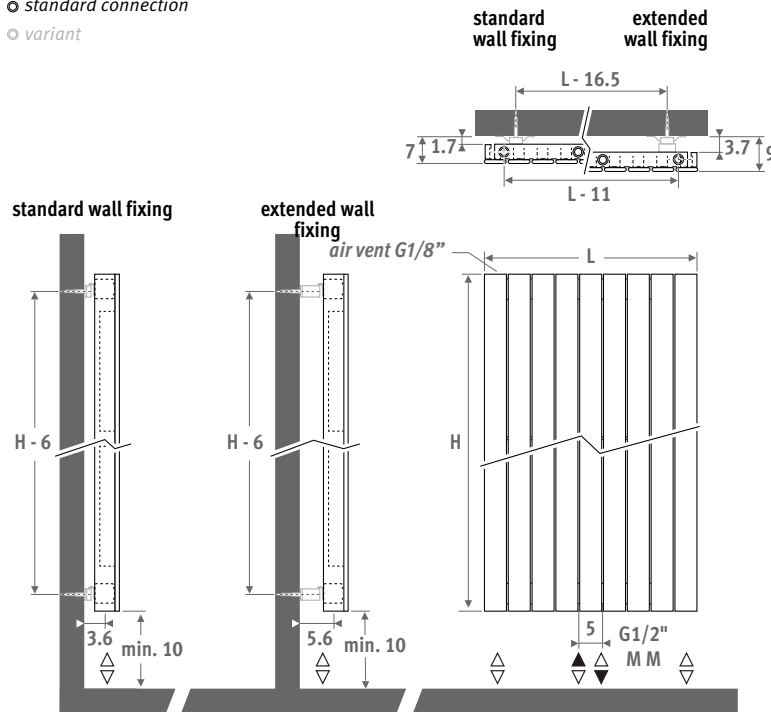 standard connection
variant
standard
wall fixing
extended
wall fixing
L - 16.5
7
1.7
3.7
9
L - 11
standard wall fixing
extended wall
fixing
air vent G1/8”
L
H - 6
H - 6
H
3.6
min. 10
5.6
min. 10
5
G1/2"
M M